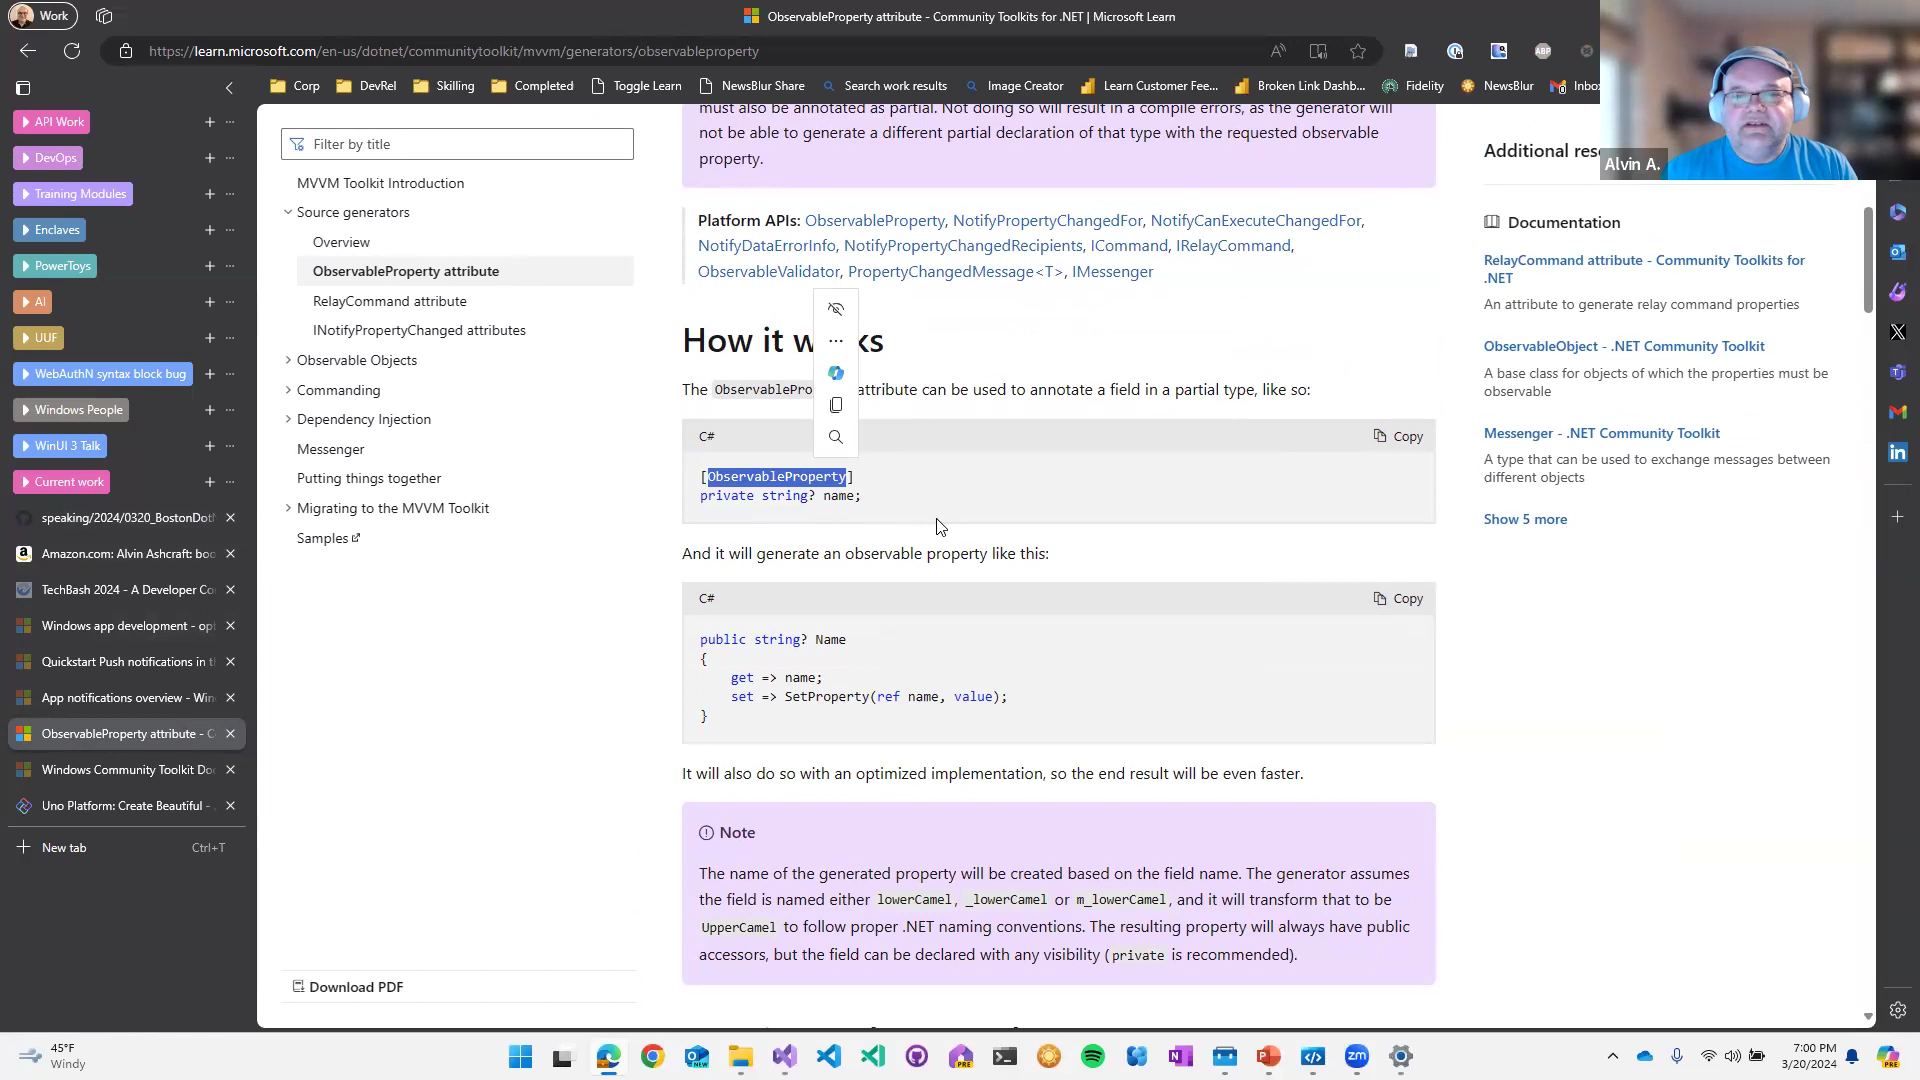 Work
ObservableProperty attribute - Community Toolkits for .NET | Microsoft Learn
https://learn.microsoft.com/en-us/dotnet/communitytoolkit/mvvm/generators/observableproperty
Corp
DevRel
Skilling
Completed
Toggle Learn
NewsBlur Share
Search work results
Image Creator
Learn Customer Fee...
Broken Link Dashb...
Fidelity
NewsBlur
Inbo
API Work
DevOps
Training Modules
Enclaves
PowerToys
AI
UUF
WebAuthN syntax block bug
Windows People
WinUI 3 Talk
Current work
speaking/2024/0320_BostonDotN
Amazon.com: Alvin Ashcraft: boo
TechBash 2024 - A Developer Co
Windows app development - opt
Quickstart Push notifications in t
App notifications overview - Win
ObservableProperty attribute - C
Windows Community Toolkit Do
Uno Platform: Create Beautiful -
New tab
Ctrl+T
Filter by title
MVVM Toolkit Introduction
Source generators
Overview
ObservableProperty attribute
RelayCommand attribute
INotifyPropertyChanged attributes
Observable Objects
Commanding
Dependency Injection
Messenger
Putting things together
Migrating to the MVVM Toolkit
Samples
Download PDF
must also be annotated as partial. Not doing so will result in a compile errors, as the generator will
not be able to generate a different partial declaration of that type with the requested observable
property.
Platform APIs: ObservableProperty, NotifyPropertyChangedFor, NotifyCanExecuteChangedFor,
NotifyDataErrorInfo, NotifyPropertyChangedRecipients, ICommand, IRelayCommand,
ObservableValidator, PropertyChangedMessage<T>, IMessenger
How it w ks
The ObservablePro attribute can be used to annotate a field in a partial type, like so:
C#
Copy
[ObservableProperty]
private string? name;
And it will generate an observable property like this:
C#
Copy
public string? Name
{
get => name;
set => SetProperty(ref name, value);
}
It will also do so with an optimized implementation, so the end result will be even faster.
Note
The name of the generated property will be created based on the field name. The generator assumes
the field is named either lowerCamel, _lowerCamel or m_lowerCamel, and it will transform that to be
UpperCamel to follow proper .NET naming conventions. The resulting property will always have public
accessors, but the field can be declared with any visibility (private is recommended).
Additional res
Documentation
RelayCommand attribute - Community Toolkits for
.NET
An attribute to generate relay command properties
ObservableObject - .NET Community Toolkit
A base class for objects of which the properties must be
observable
Messenger - .NET Community Toolkit
A type that can be used to exchange messages between
different objects
Show 5 more
Alvin A.
45°F
Windy
7:00 PM
3/20/2024